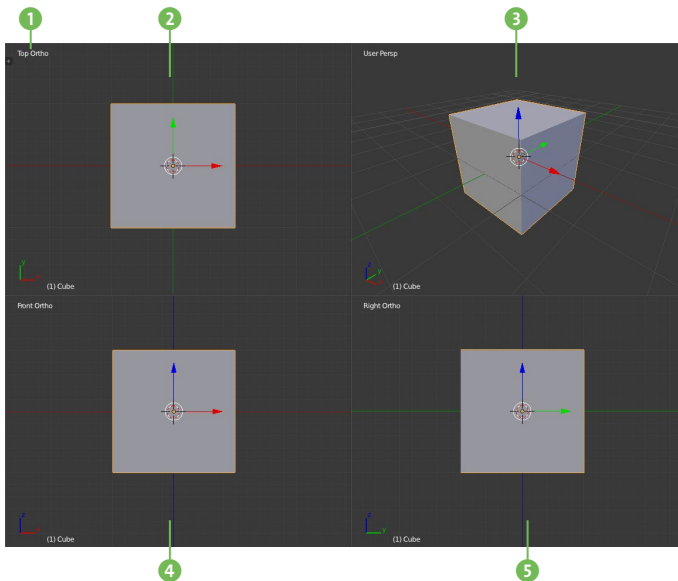 1 2 3
Top Ortho User Persp
y
z
y
(1) Cube (1) Cube
Front Ortho Right Ortho
z z
y
(1) Cube (1) Cube
4 5